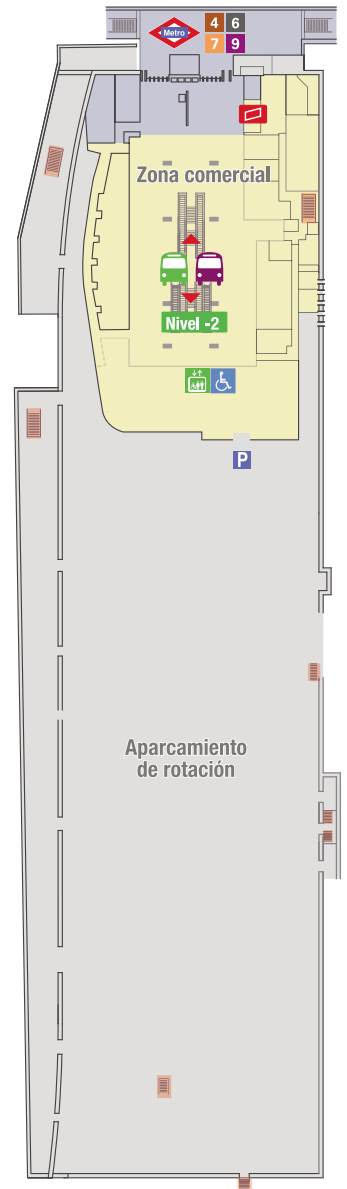 Metro
4 6
7 9
Zona comercial
Nivel -2
P
Aparcamiento
de rotación